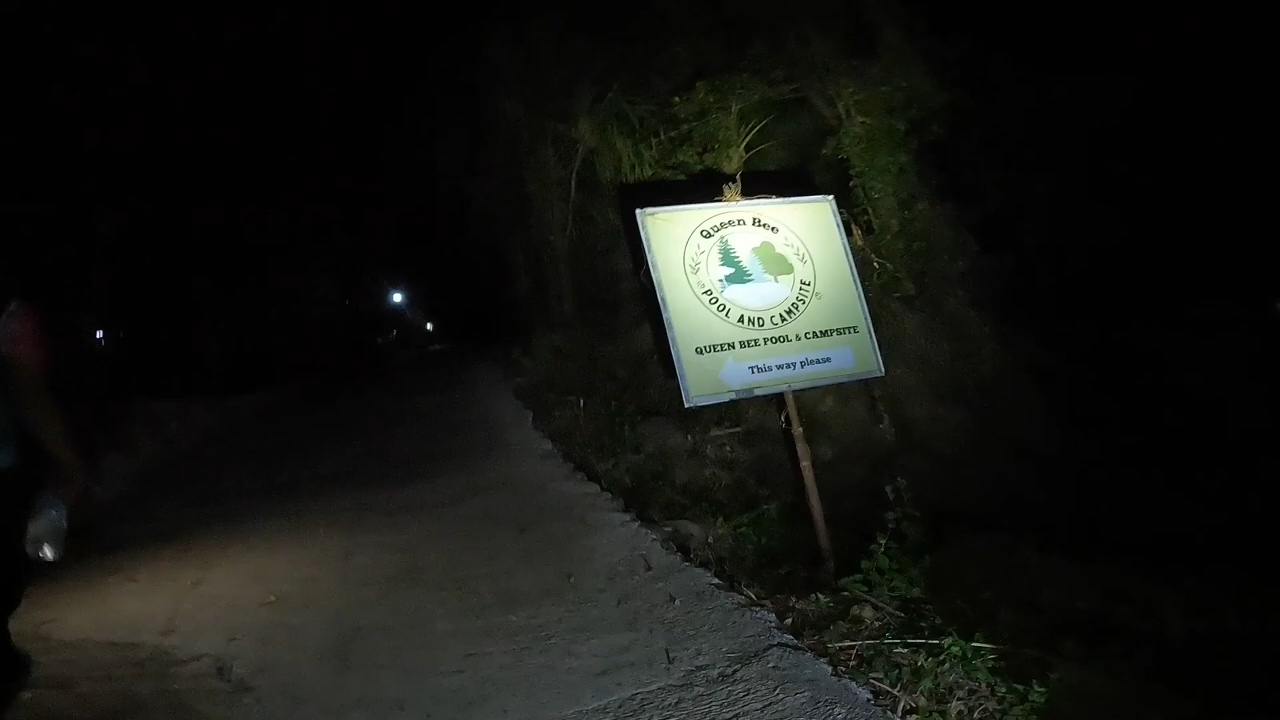 Queen Bee
POOL AND CAMPSITE
QUEEN BEE POOL & CAMPSITE
This way please